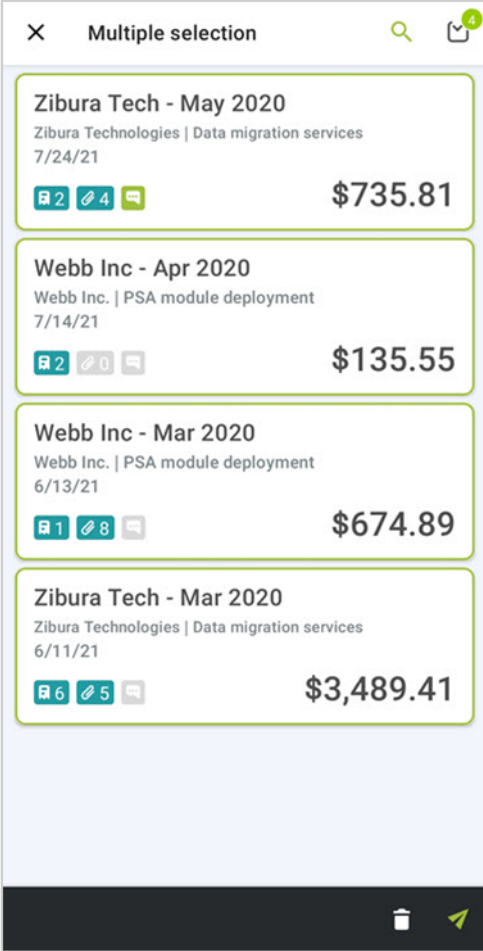 Multiple selection
4
Zibura Tech - May 2020
Zibura Technologies | Data migration services
7/24/21
2 4
$735.81
Webb Inc - Apr 2020
Webb Inc. | PSA module deployment
7/14/21
2 0
$135.55
Webb Inc - Mar 2020
Webb Inc. | PSA module deployment
6/13/21
1 8
$674.89
Zibura Tech - Mar 2020
Zibura Technologies | Data migration services
6/11/21
6 5
$3,489.41